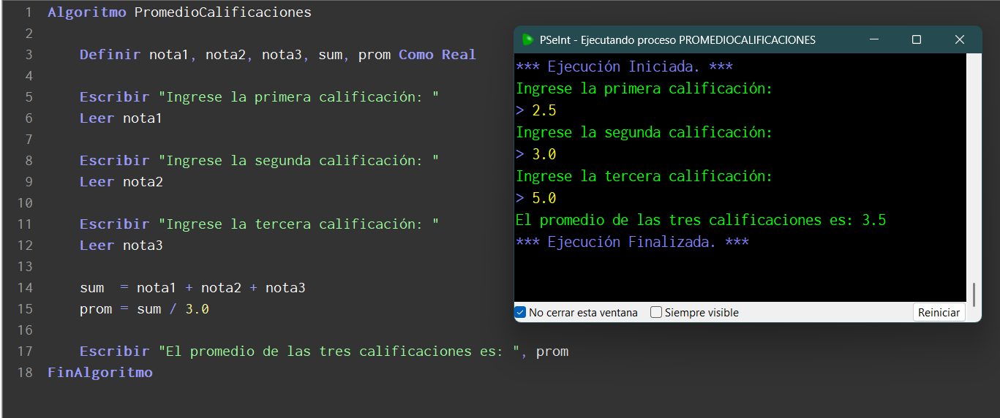 1 Algoritmo PromedioCalificaciones
2
3 Definir nota1, nota2, nota3, sum, prom Como Real
4
5 Escribir "Ingrese la primera calificación: "
6 Leer nota1
7
8 Escribir "Ingrese la segunda calificación: "
9 Leer nota2
10
11 Escribir "Ingrese la tercera calificación: "
12 Leer nota3
13
14 sum  = nota1 + nota2 + nota3
15 prom = sum / 3.0
16
17 Escribir "El promedio de las tres calificaciones es: ", prom
18 FinAlgoritmo
PSeInt - Ejecutando proceso PROMEDIOCALIFICACIONES
*** Ejecución Iniciada. ***
Ingrese la primera calificación:
> 2.5
Ingrese la segunda calificación:
> 3.0
Ingrese la tercera calificación:
> 5.0
El promedio de las tres calificaciones es: 3.5
*** Ejecución Finalizada. ***
No cerrar esta ventana Siempre visible Reiniciar